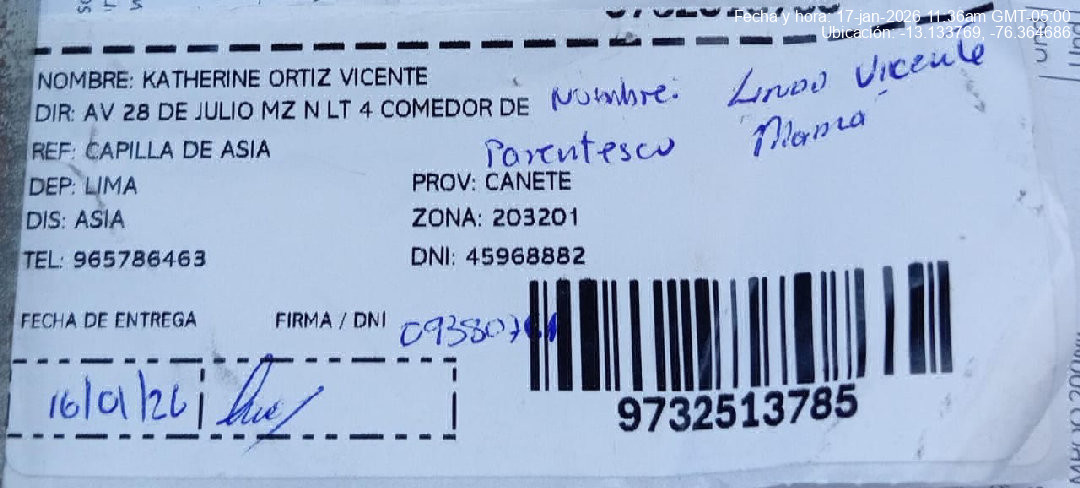 Fecha y hora: 17-jan-2026 11:36am GMT-05:00
Ubicación: -13.133769, -76.364686
NOMBRE: KATHERINE ORTIZ VICENTE
DIR: AV 28 DE JULIO MZ N LT 4 COMEDOR DE
Nombre: Vicente
REF: CAPILLA DE ASIA
Parentesco Mama
DEP: LIMA
PROV: CANETE
DIS: ASIA
ZONA: 203201
TEL: 965786463
DNI: 45968882
FECHA DE ENTREGA
FIRMA / DNI
16/01/26
9732513785